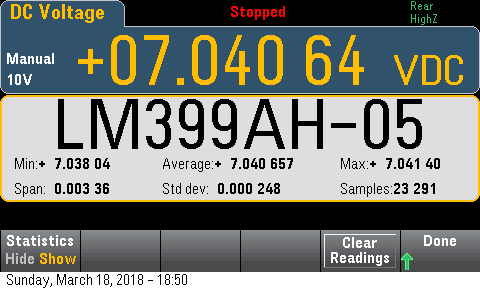 DC Voltage
Stopped
Rear
HighZ
Manual
10V
+07.040 64 VDC
LM399AH-05
Min:+ 7.038 04 Average:+ 7.040 657 Max:+ 7.041 40
Span: 0.003 36 Std dev: 0.000 248 Samples:23 291
Statistics
Hide Show
Clear
Readings
Done
Sunday, March 18, 2018 - 18:50